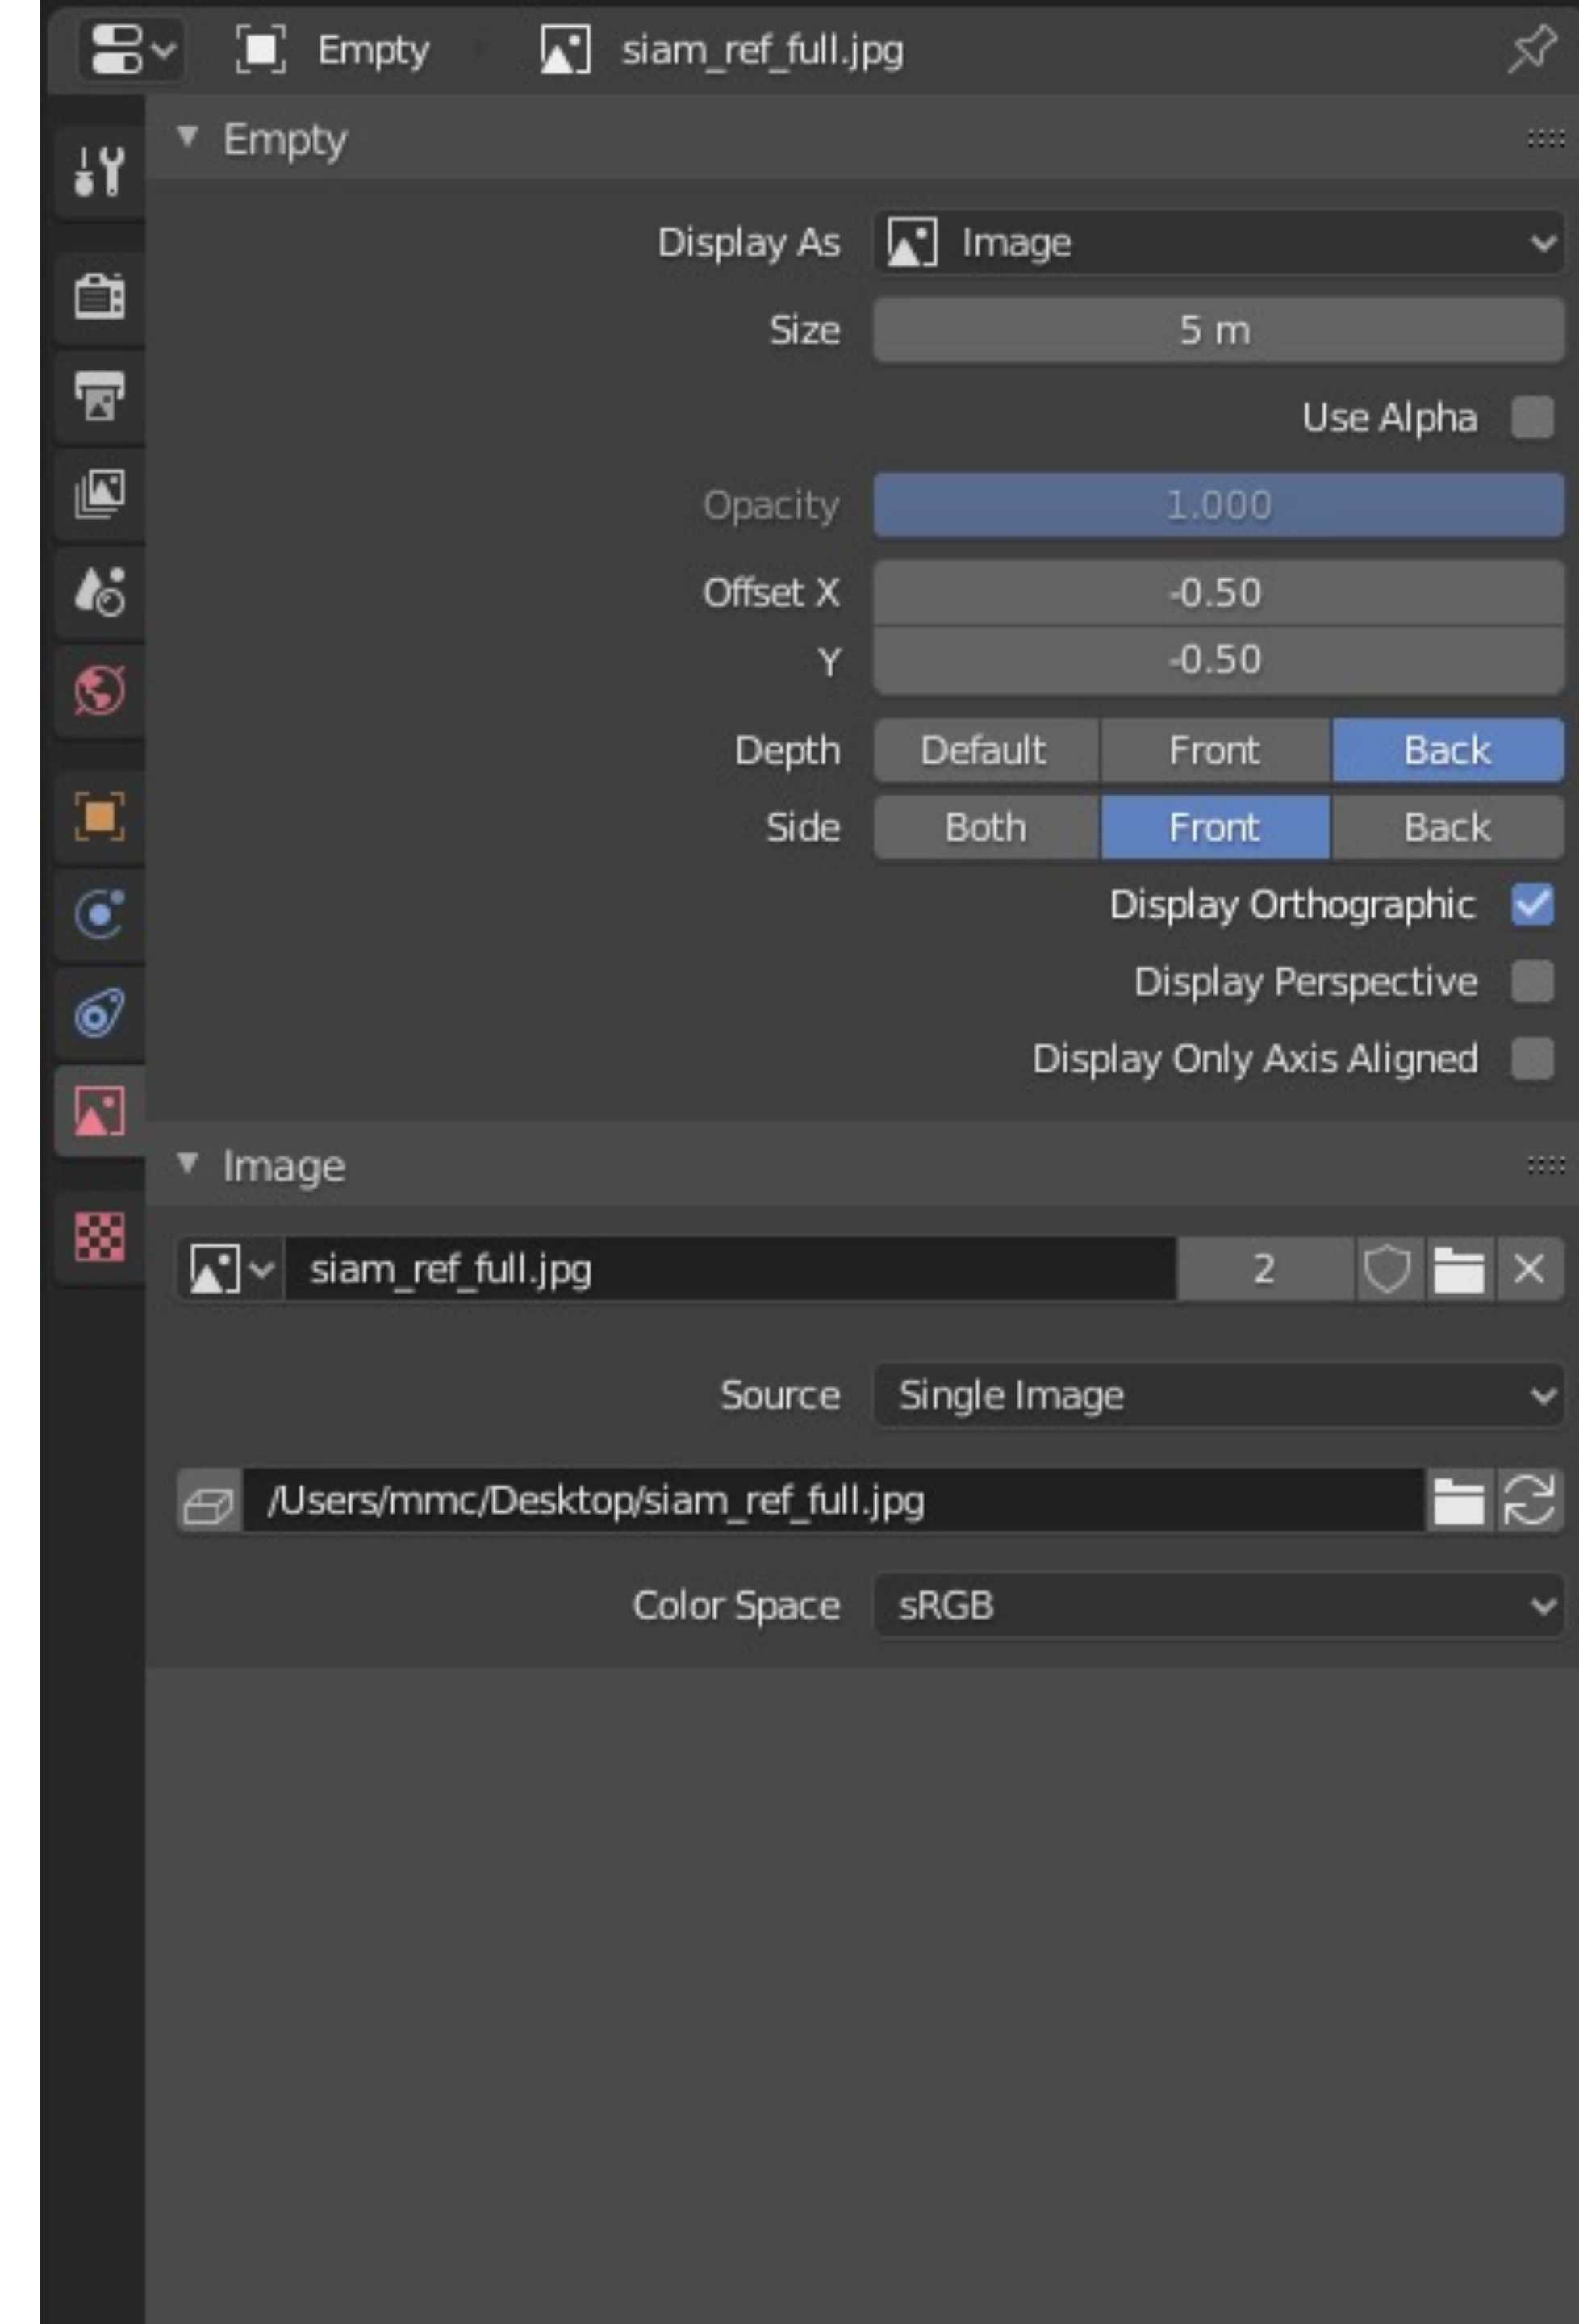 Empty siam_ref_full.jpg
Empty
Display As Image
Size 5 m
Use Alpha
Opacity 1.000
Offset X -0.50
Y -0.50
Depth Default Front Back
Side Both Front Back
Display Orthographic
Display Perspective
Display Only Axis Aligned
Image
siam_ref_full.jpg 2
Source Single Image
/Users/mmc/Desktop/siam_ref_full.jpg
Color Space sRGB